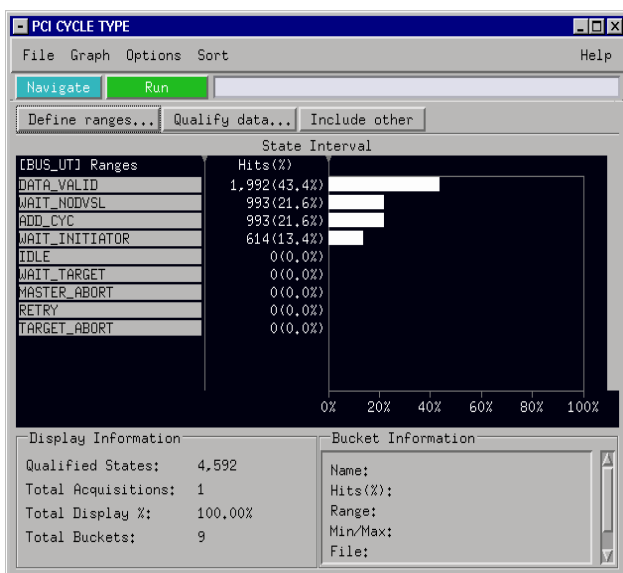 PCI CYCLE TYPE
File Graph Options Sort Help
Navigate Run
Define ranges... Qualify data... Include other
State Interval
[BUS_UT] Ranges Hits(%)
DATA_VALID 1,992(43.4%)
WAIT_NODVSL 993(21.6%)
ADD_CYC 993(21.6%)
WAIT_INITIATOR 614(13.4%)
IDLE 0(0.0%)
WAIT_TARGET 0(0.0%)
MASTER_ABORT 0(0.0%)
RETRY 0(0.0%)
TARGET_ABORT 0(0.0%)
0% 20% 40% 60% 80% 100%
Display Information
Qualified States: 4,592
Total Acquisitions: 1
Total Display %: 100.00%
Total Buckets: 9
Bucket Information
Name:
Hits(%):
Range:
Min/Max:
File: